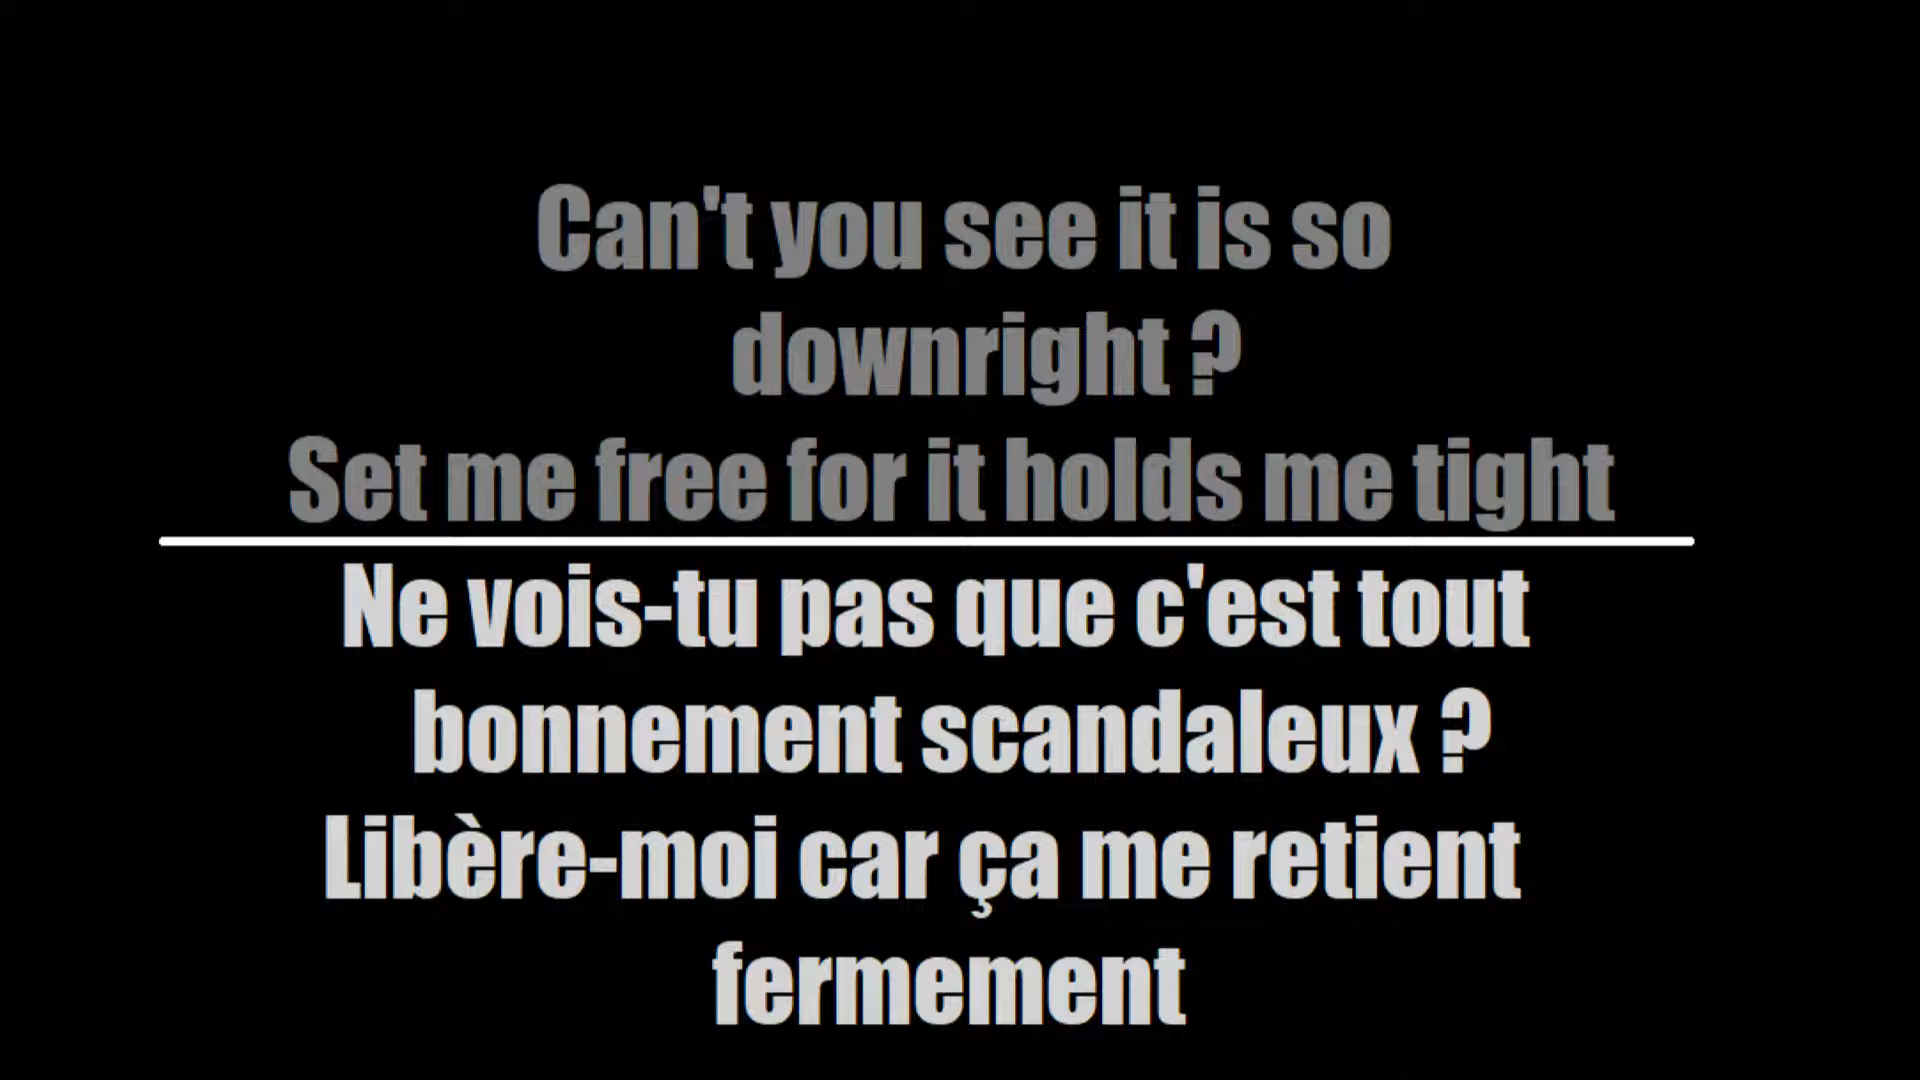 Can't you see it is so
downright ?
Set me free for it holds me tight
Ne vois-tu pas que c'est tout
bonnement scandaleux ?
Libère-moi car ça me retient
fermement